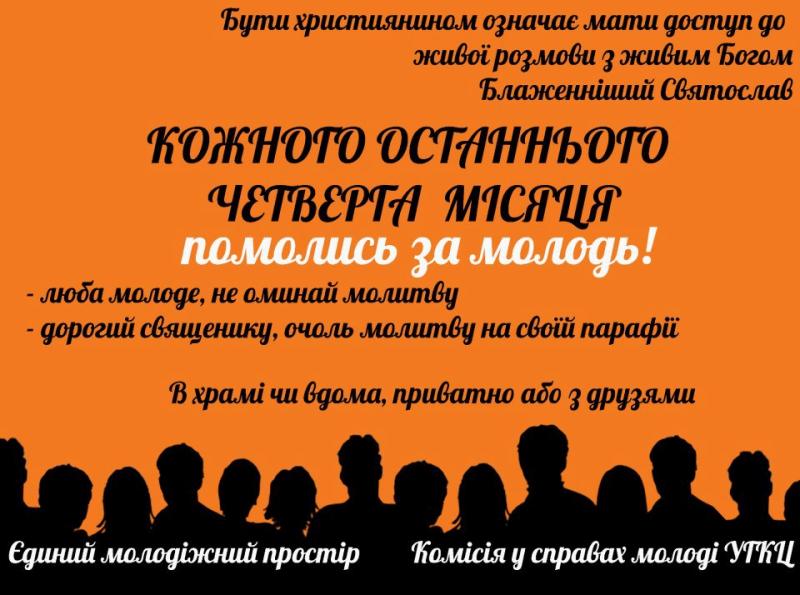 Бути християнином означає мати доступ до
живої розмови з живим Богом
Блаженніший Святослав
КОЖНОГО ОСТАННЬОГО
ЧЕТВЕРГА МІСЯЦЯ
помолись за молодь!
- люба молоде, не оминай молитву
- дорогий священику, очоль молитву на своїй парафії
В храмі чи вдома, приватно або з друзями
Єдиний молодіжний простір
Комісія у справах молоді УГКЦ